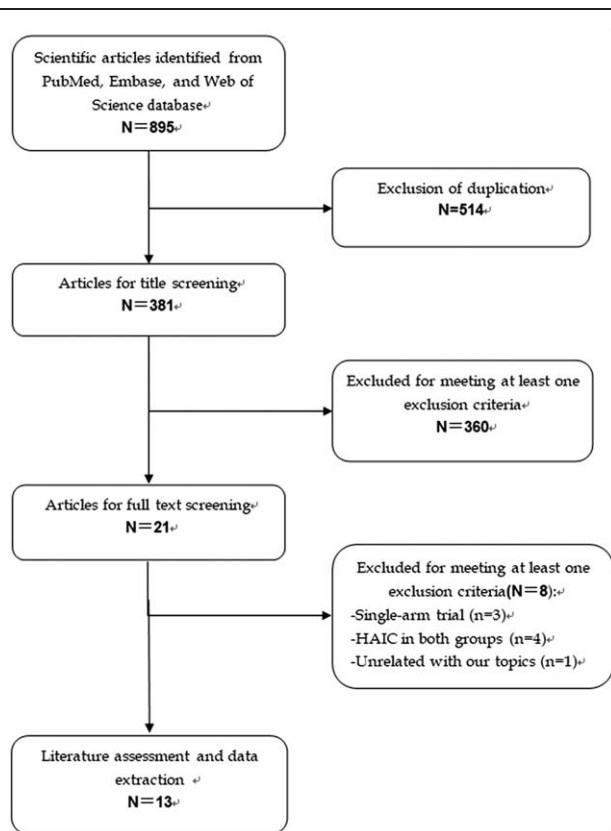 Scientific articles identified from
PubMed, Embase, and Web of
Science database↵
N＝895
Exclusion of duplication↵
N=514↵
Articles for title screening↵
N＝381↵
Excluded for meeting at least one
exclusion criteria↵
N＝360↵
Articles for full text screening↵
N＝21↵
Excluded for meeting at least one
exclusion criteria(N＝8):↵
-Single-arm trial (n=3)↵
-HAIC in both groups (n=4)↵
-Unrelated with our topics (n=1)↵
Literature assessment and data
extraction ↵
N＝13↵